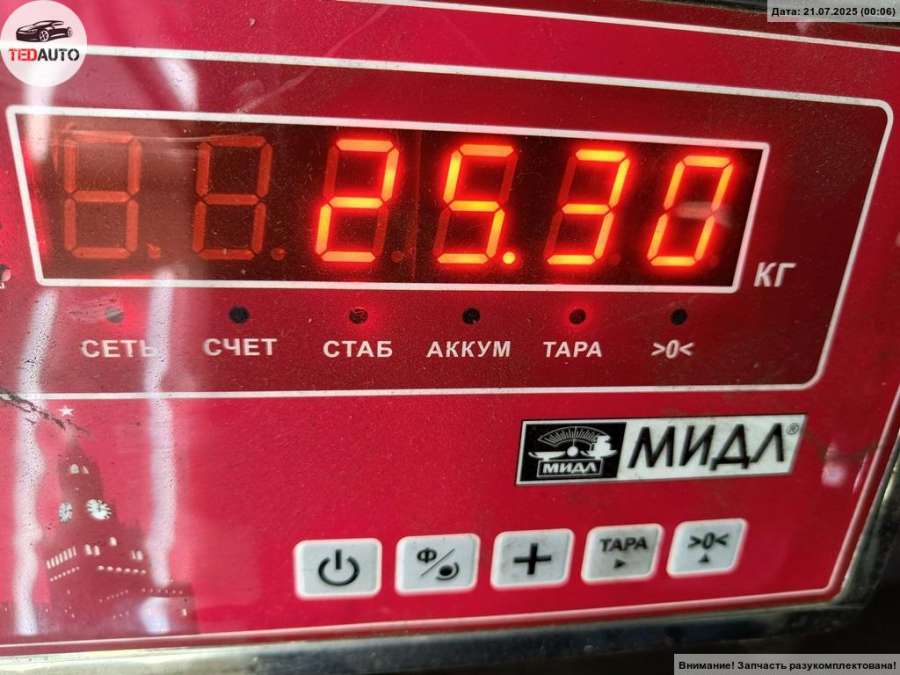 Дата: 21.07.2025 (00:06)
TEDAUTO
25.30
КГ
СЕТЬ СЧЕТ СТАБ АККУМ ТАРА >0<
МИДЛ МИДЛ®
Ф ТАРА >0<
Внимание! Запчасть разукомплектована!